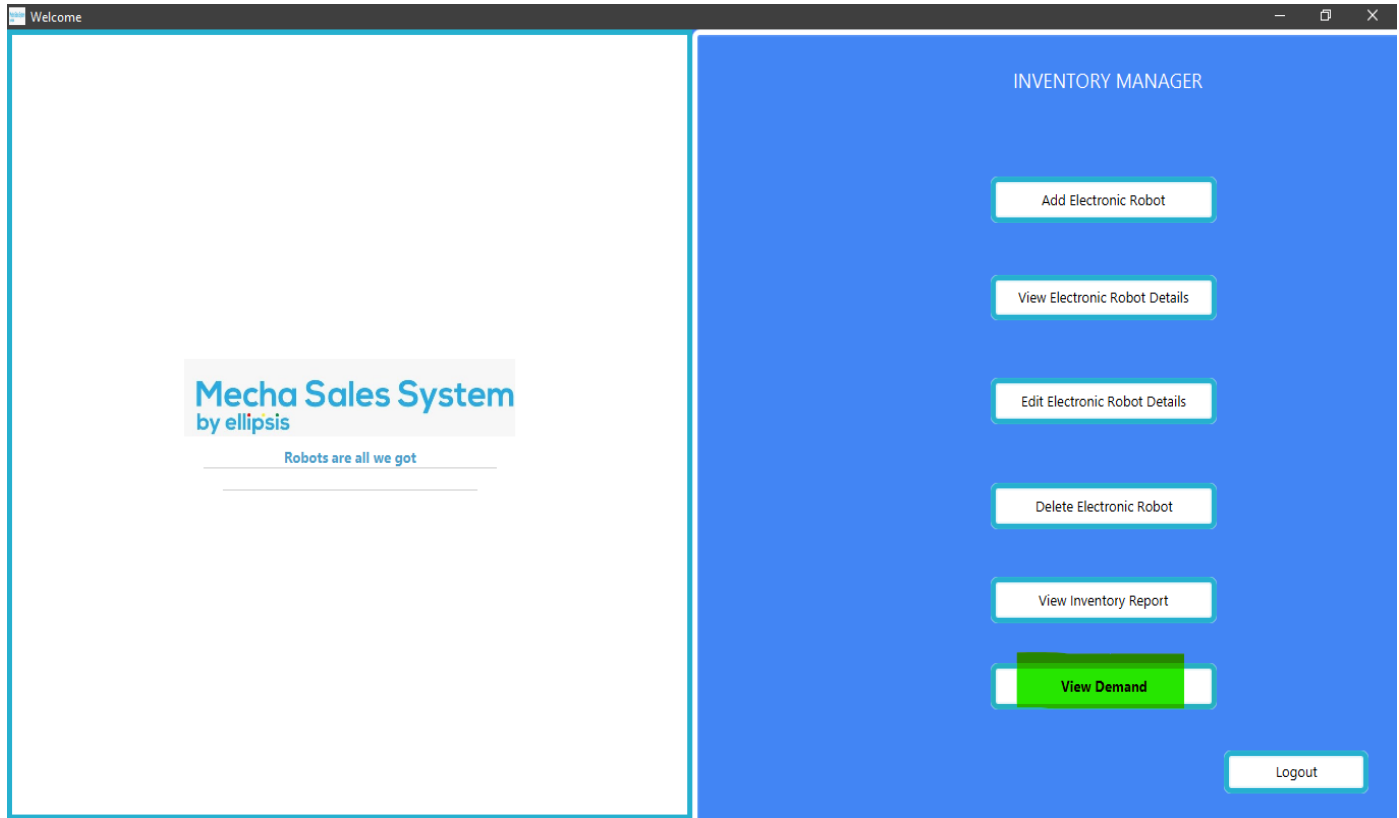 Welcome
INVENTORY MANAGER
Add Electronic Robot
View Electronic Robot Details
Edit Electronic Robot Details
Mecha Sales System
by ellipsis
Robots are all we got
Delete Electronic Robot
View Inventory Report
View Demand
Logout